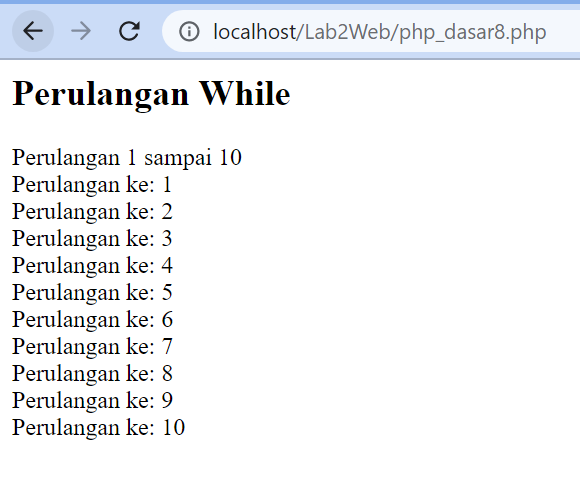 localhost/Lab2Web/php_dasar8.php
Perulangan While
Perulangan 1 sampai 10
Perulangan ke: 1
Perulangan ke: 2
Perulangan ke: 3
Perulangan ke: 4
Perulangan ke: 5
Perulangan ke: 6
Perulangan ke: 7
Perulangan ke: 8
Perulangan ke: 9
Perulangan ke: 10